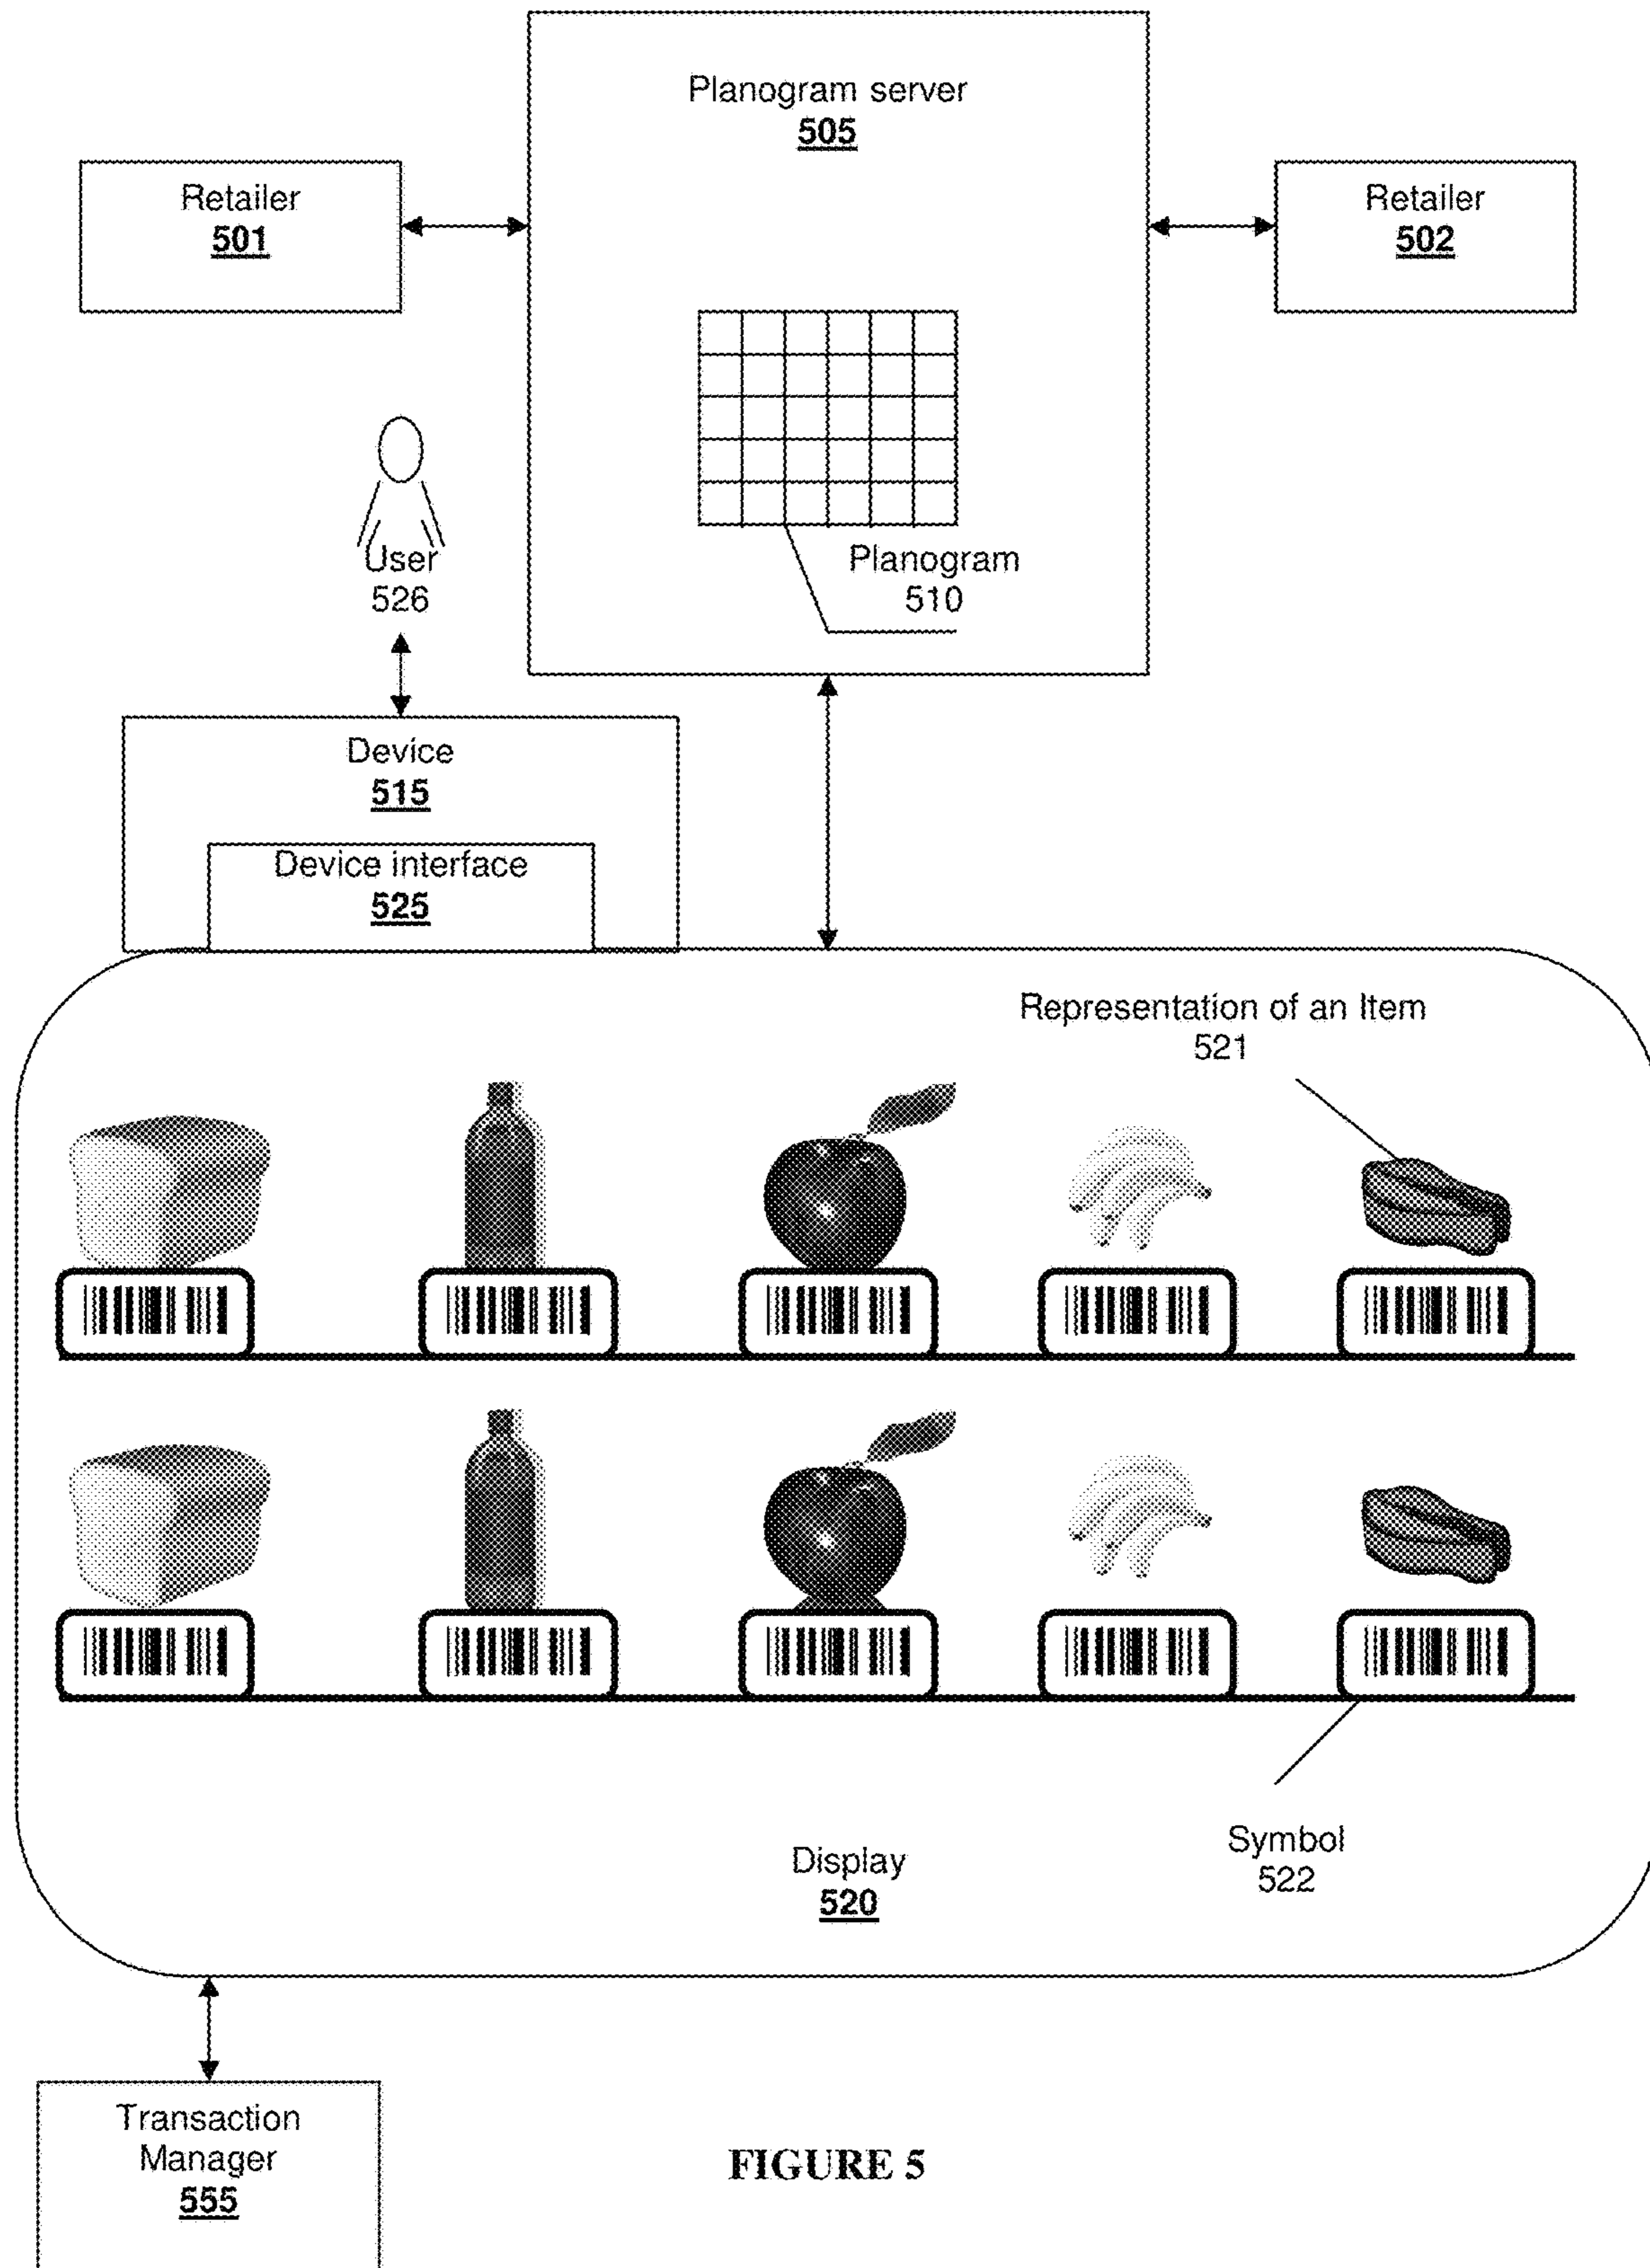 Planogram server
505
Retailer
501
Retailer
502
User
526
Planogram
510
Device
515
Device interface
525
Representation of an Item
521
Symbol
522
Display
520
Transaction
Manager
555
FIGURE 5